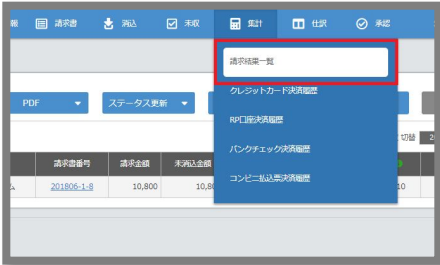 報 請求書 消込 未収 集計 仕訳 承認
請求結果一覧
PDF ステータス更新
クレジットカード決済履歴
RP口座決済履歴
切替 2
バンクチェック決済履歴
請求書番号 請求金額 未消込金額
コンビニ払込票決済履歴
ム 201806-1-8 10,800 10,80 10